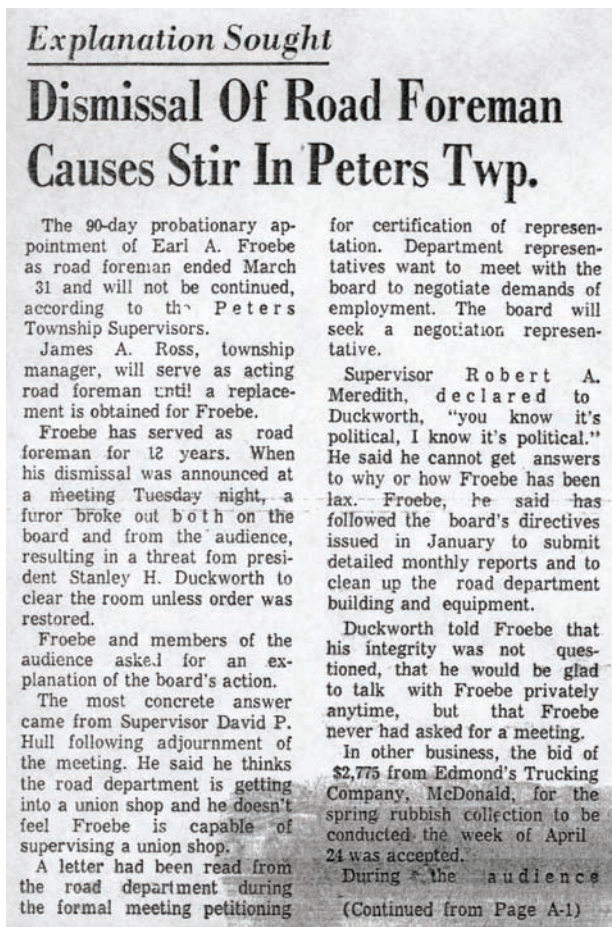 Explanation Sought
Dismissal Of Road Foreman
Causes Stir In Peters Twp.
The 90-day probationary ap-
pointment of Earl A. Froebe
as road foreman ended March
31 and will not be continued,
according to the Peters
Township Supervisors.
James A. Ross, township
manager, will serve as acting
road foreman until a replace-
ment is obtained for Froebe.
Froebe has served as road
foreman for 12 years. When
his dismissal was announced at
a meeting Tuesday night, a
furor broke out both on the
board and from the audience,
resulting in a threat fom presi-
dent Stanley H. Duckworth to
clear the room unless order was
restored.
Froebe and members of the
audience asked for an ex-
planation of the board's action.
The most concrete answer
came from Supervisor David P.
Hull following adjournment of
the meeting. He said he thinks
the road department is getting
into a union shop and he doesn't
feel Froebe is capable of
supervising a union shop.
A letter had been read from
the road department during
the formal meeting petitioning
for certification of represen-
tation. Department represen-
tatives want to meet with the
board to negotiate demands of
employment. The board will
seek a negotiation represen-
tative.
Supervisor Robert A.
Meredith, declared to
Duckworth, "you know it's
political, I know it's political."
He said he cannot get answers
to why or how Froebe has been
lax. Froebe, he said has
followed the board's directives
issued in January to submit
detailed monthly reports and to
clean up the road department
building and equipment.
Duckworth told Froebe that
his integrity was not ques-
tioned, that he would be glad
to talk with Froebe privately
anytime, but that Froebe
never had asked for a meeting.
In other business, the bid of
$2,775 from Edmond's Trucking
Company, McDonald, for the
spring rubbish collection to be
conducted the week of April
24 was accepted.
During the audience
(Continued from Page A-1)